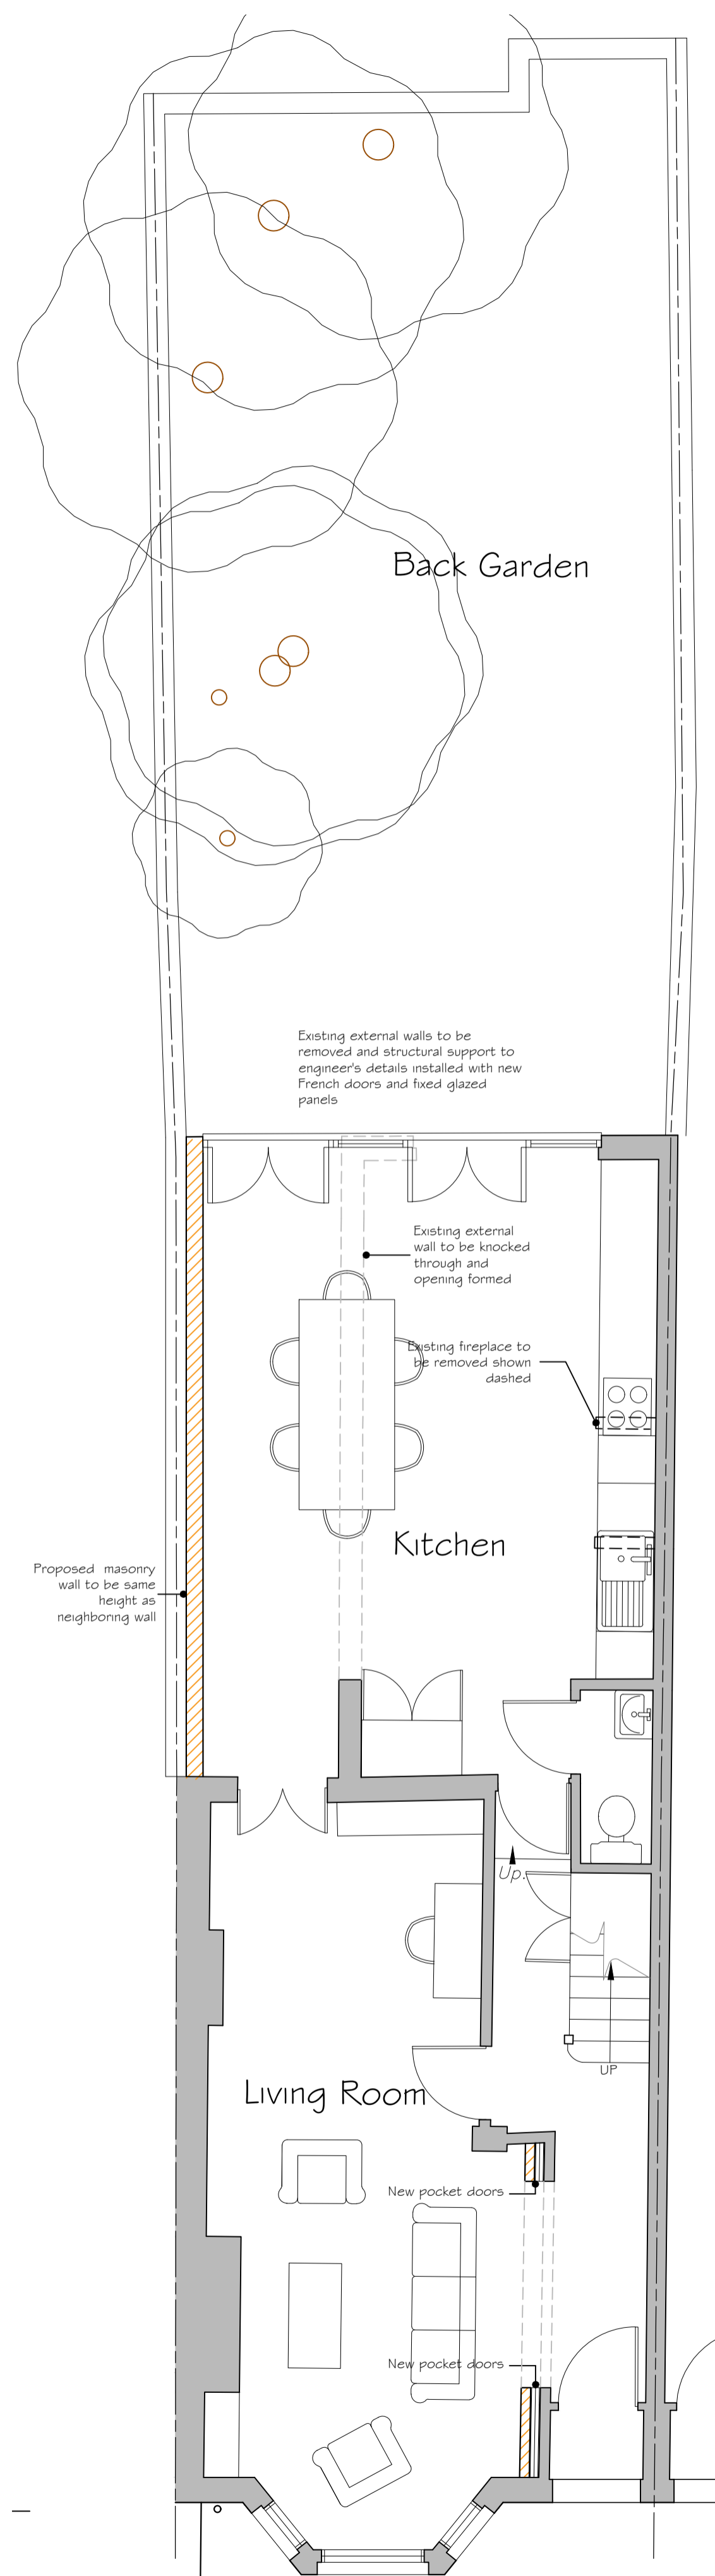 Back Garden
Existing external walls to be
removed and structural support to
engineer's details installed with new
French doors and fixed glazed
panels
Existing external
wall to be knocked
through and
opening formed
Existing fireplace to
be removed shown
dashed
Kitchen
Proposed masonry
wall to be same
height as
neighboring wall
Up.
UP
Living Room
New pocket doors
New pocket doors